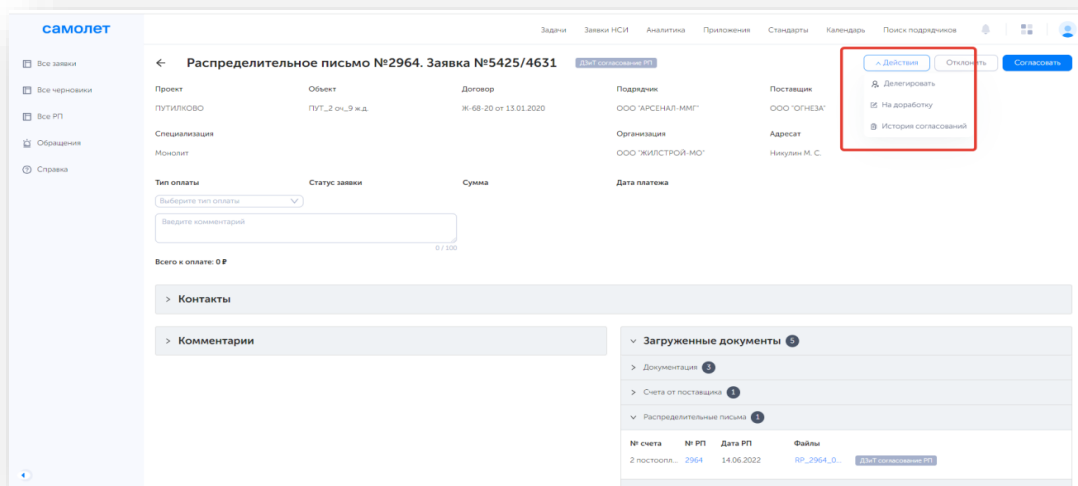 самолет
Задачи Заявки НСИ Аналитика Приложения Стандарты Календарь Поиск подрядчиков
Все заявки
Все черновики
Все РП
Обращения
Справка
Распределительное письмо №2964. Заявка №5425/4631 ДЗиТ согласование РП
Действия Отклонить Согласовать
Делегировать
На доработку
История согласований
Проект Объект Договор Подрядчик Поставщик
ПУТИЛКОВО ПУТ_2 оч_9 ж.д. Ж-68-20 от 13.01.2020 ООО "АРСЕНАЛ-ММГ" ООО "ОГНЕЗА"
Специализация Организация Адресат
Монолит ООО "ЖИЛСТРОЙ-МО" Никулин М. С.
Тип оплаты Статус заявки Сумма Дата платежа
Выберите тип оплаты
Введите комментарий
0 / 100
Всего к оплате: 0 ₽
Контакты
Комментарии
Загруженные документы 5
Документация 3
Счета от поставщика 1
Распределительные письма 1
№ счета № РП Дата РП Файлы
2 постоопл... 2964 14.06.2022 RP_2964_0... ДЗиТ согласование РП